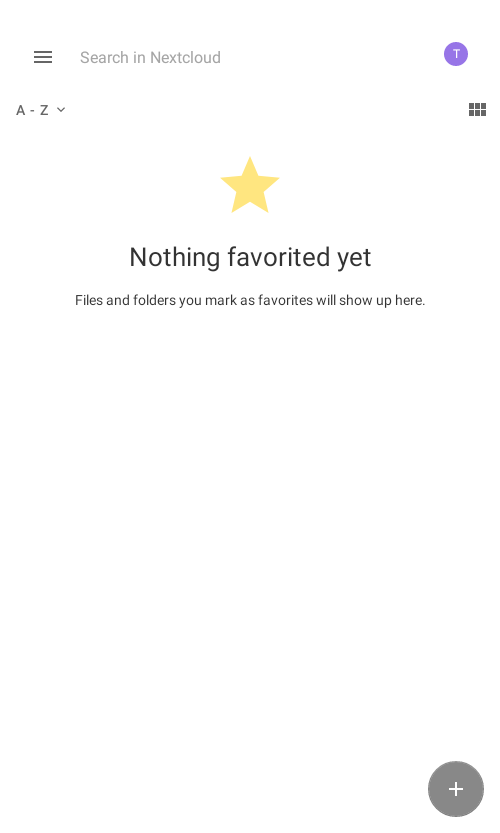 Search in Nextcloud
T
A - Z
Nothing favorited yet
Files and folders you mark as favorites will show up here.